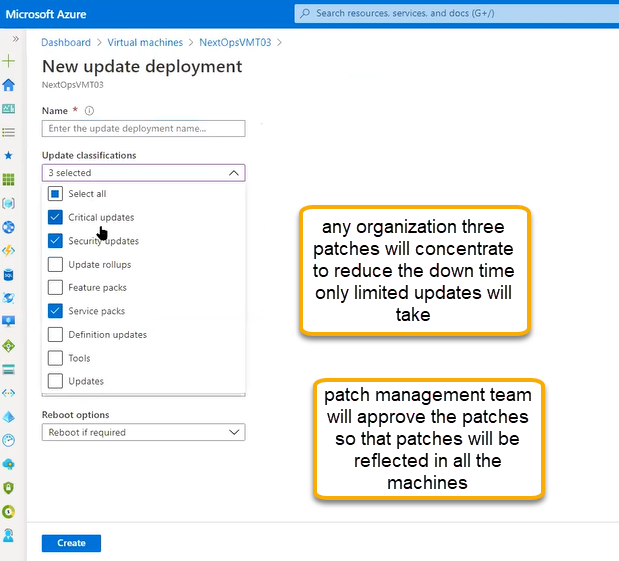 Microsoft Azure
Search resources, services, and docs (G+/)
Dashboard > Virtual machines > NextOpsVMT03 >
New update deployment
NextOpsVMT03
Name *
Enter the update deployment name...
Update classifications
3 selected
Select all
Critical updates
Security updates
Update rollups
Feature packs
Service packs
Definition updates
Tools
Updates
Reboot options
Reboot if required
Create
any organization three
patches will concentrate
to reduce the down time
only limited updates will
take
patch management team
will approve the patches
so that patches will be
reflected in all the
machines